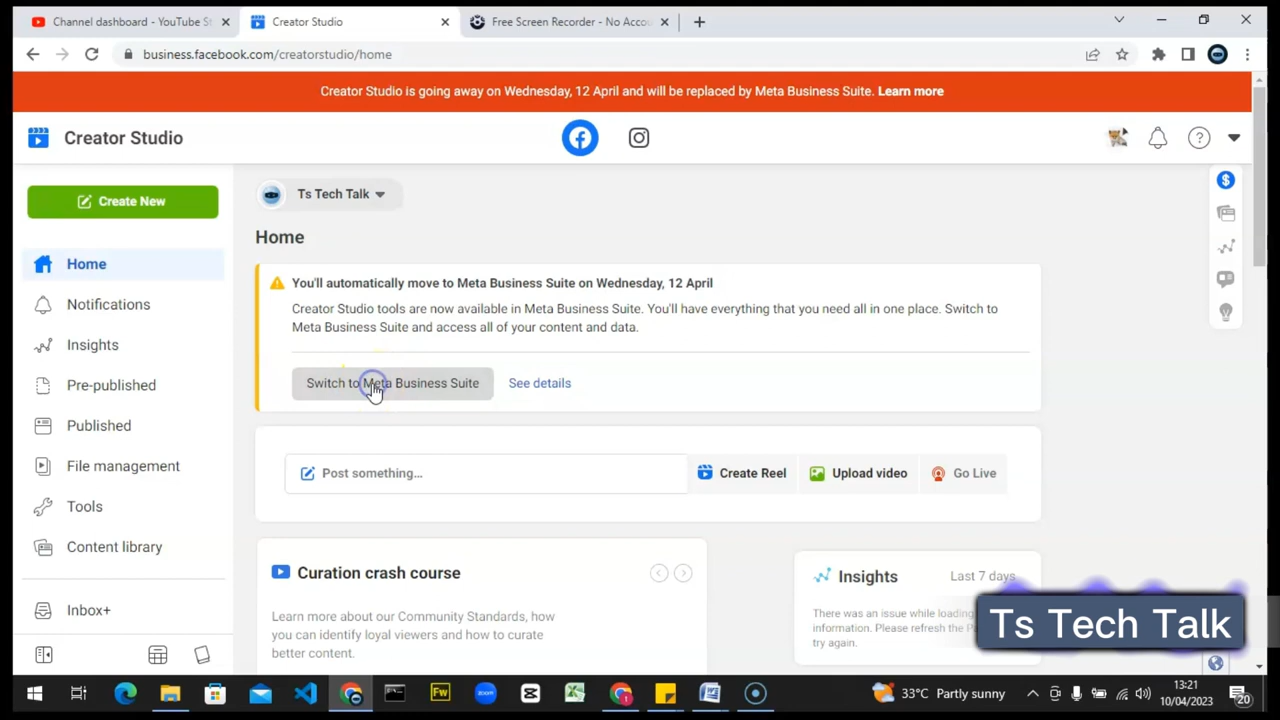 Channel dashboard - YouTube St
Creator Studio
Free Screen Recorder - No Accou
business.facebook.com/creatorstudio/home
Creator Studio is going away on Wednesday, 12 April and will be replaced by Meta Business Suite. Learn more
Creator Studio
Create New
Ts Tech Talk
Home
Home
Notifications
Insights
Pre-published
Published
File management
Tools
Content library
Inbox+
You'll automatically move to Meta Business Suite on Wednesday, 12 April
Creator Studio tools are now available in Meta Business Suite. You'll have everything that you need all in one place. Switch to
Meta Business Suite and access all of your content and data.
Switch to Meta Business Suite
See details
Post something...
Create Reel
Upload video
Go Live
Curation crash course
Learn more about our Community Standards, how
you can identify loyal viewers and how to curate
better content.
Insights
Last 7 days
There was an issue while loading
information. Please refresh the Pa
try again.
Ts Tech Talk
Fw
zoom
33°C Partly sunny
13:21
10/04/2023
20